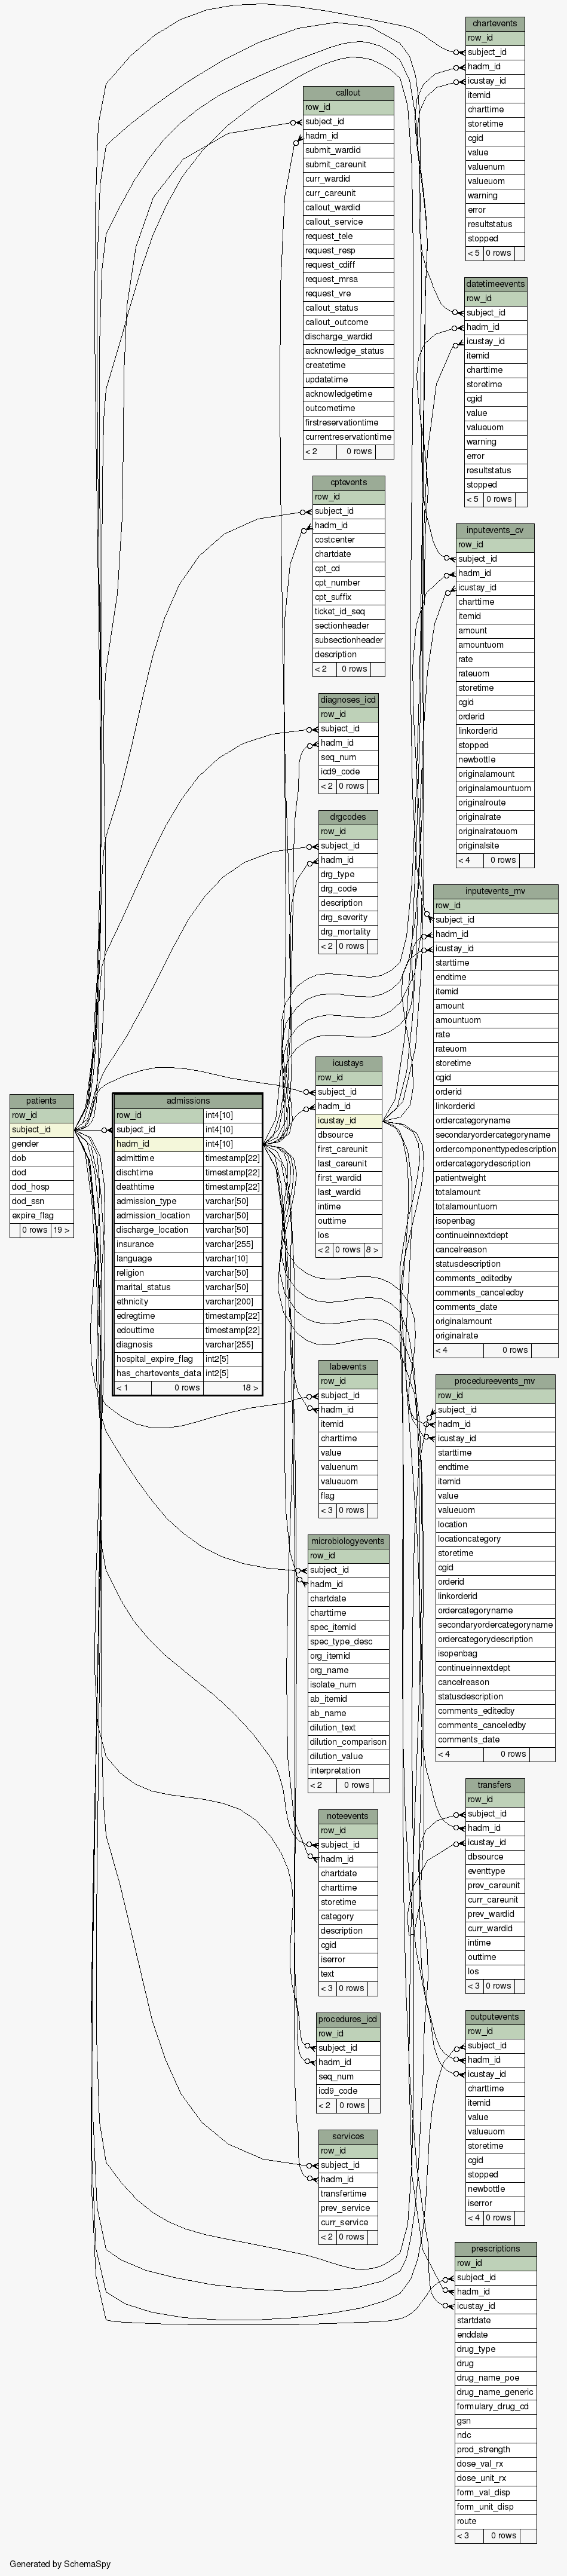 chartevents
row_id
subject_id
hadm_id
icustay_id
itemid
charttime
storetime
cgid
value
valuenum
valueuom
warning
error
resultstatus
stopped
< 5 0 rows
callout
row_id
subject_id
hadm_id
submit_wardid
submit_careunit
curr_wardid
curr_careunit
callout_wardid
callout_service
request_tele
request_resp
request_cdiff
request_mrsa
request_vre
callout_status
callout_outcome
discharge_wardid
acknowledge_status
createtime
updatetime
acknowledgetime
outcometime
firstreservationtime
currentreservationtime
< 2 0 rows
datetimeevents
row_id
subject_id
hadm_id
icustay_id
itemid
charttime
storetime
cgid
value
valueuom
warning
error
resultstatus
stopped
< 5 0 rows
cptevents
row_id
subject_id
hadm_id
costcenter
chartdate
cpt_cd
cpt_number
cpt_suffix
ticket_id_seq
sectionheader
subsectionheader
description
< 2 0 rows
inputevents_cv
row_id
subject_id
hadm_id
icustay_id
charttime
itemid
amount
amountuom
rate
rateuom
storetime
cgid
orderid
linkorderid
stopped
newbottle
originalamount
originalamountuom
originalroute
originalrate
originalrateuom
originalsite
< 4 0 rows
diagnoses_icd
row_id
subject_id
hadm_id
seq_num
icd9_code
< 2 0 rows
drgcodes
row_id
subject_id
hadm_id
drg_type
drg_code
description
drg_severity
drg_mortality
< 2 0 rows
inputevents_mv
row_id
subject_id
hadm_id
icustay_id
starttime
endtime
itemid
amount
amountuom
rate
rateuom
storetime
cgid
orderid
linkorderid
ordercategoryname
secondaryordercategoryname
ordercomponenttypedescription
ordercategorydescription
patientweight
totalamount
totalamountuom
isopenbag
continueinnextdept
cancelreason
statusdescription
comments_editedby
comments_canceledby
comments_date
originalamount
originalrate
< 4 0 rows
patients
row_id
subject_id
gender
dob
dod
dod_hosp
dod_ssn
expire_flag
0 rows 19 >
admissions
row_id int4[10]
subject_id int4[10]
hadm_id int4[10]
admittime timestamp[22]
dischtime timestamp[22]
deathtime timestamp[22]
admission_type varchar[50]
admission_location varchar[50]
discharge_location varchar[50]
insurance varchar[255]
language varchar[10]
religion varchar[50]
marital_status varchar[50]
ethnicity varchar[200]
edregtime timestamp[22]
edouttime timestamp[22]
diagnosis varchar[255]
hospital_expire_flag int2[5]
has_chartevents_data int2[5]
< 1 0 rows 18 >
icustays
row_id
subject_id
hadm_id
icustay_id
dbsource
first_careunit
last_careunit
first_wardid
last_wardid
intime
outtime
los
< 2 0 rows 8 >
labevents
row_id
subject_id
hadm_id
itemid
charttime
value
valuenum
valueuom
flag
< 3 0 rows
procedureevents_mv
row_id
subject_id
hadm_id
icustay_id
starttime
endtime
itemid
value
valueuom
location
locationcategory
storetime
cgid
orderid
linkorderid
ordercategoryname
secondaryordercategoryname
ordercategorydescription
isopenbag
continueinnextdept
cancelreason
statusdescription
comments_editedby
comments_canceledby
comments_date
< 4 0 rows
microbiologyevents
row_id
subject_id
hadm_id
chartdate
charttime
spec_itemid
spec_type_desc
org_itemid
org_name
isolate_num
ab_itemid
ab_name
dilution_text
dilution_comparison
dilution_value
interpretation
< 2 0 rows
transfers
row_id
subject_id
hadm_id
icustay_id
dbsource
eventtype
prev_careunit
curr_careunit
prev_wardid
curr_wardid
intime
outtime
los
< 3 0 rows
noteevents
row_id
subject_id
hadm_id
chartdate
charttime
storetime
category
description
cgid
iserror
text
< 3 0 rows
outputevents
row_id
subject_id
hadm_id
icustay_id
charttime
itemid
value
valueuom
storetime
cgid
stopped
newbottle
iserror
< 4 0 rows
procedures_icd
row_id
subject_id
hadm_id
seq_num
icd9_code
< 2 0 rows
services
row_id
subject_id
hadm_id
transfertime
prev_service
curr_service
< 2 0 rows
prescriptions
row_id
subject_id
hadm_id
icustay_id
startdate
enddate
drug_type
drug
drug_name_poe
drug_name_generic
formulary_drug_cd
gsn
ndc
prod_strength
dose_val_rx
dose_unit_rx
form_val_disp
form_unit_disp
route
< 3 0 rows
Generated by SchemaSpy